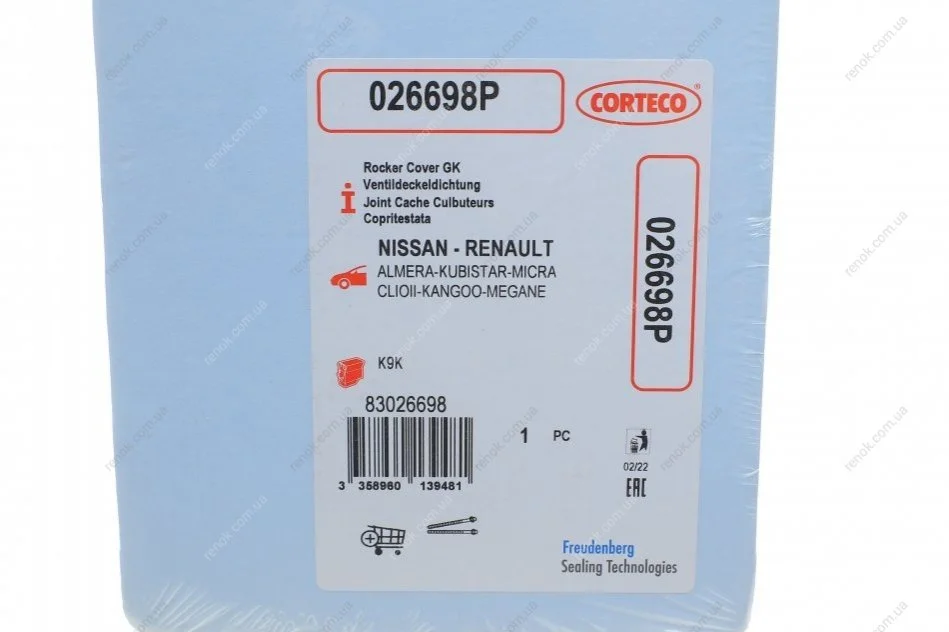 026698P
CORTECO®
Rocker Cover GK
Ventildeckeldichtung
Joint Cache Culbuteurs
Copritestata
026698P
NISSAN - RENAULT
ALMERA-KUBISTAR-MICRA
CLIOII-KANGOO-MEGANE
K9K
83026698
1 PC
3 358960 139481
02/22
EAC
Freudenberg
Sealing Technologies
renok.com.ua